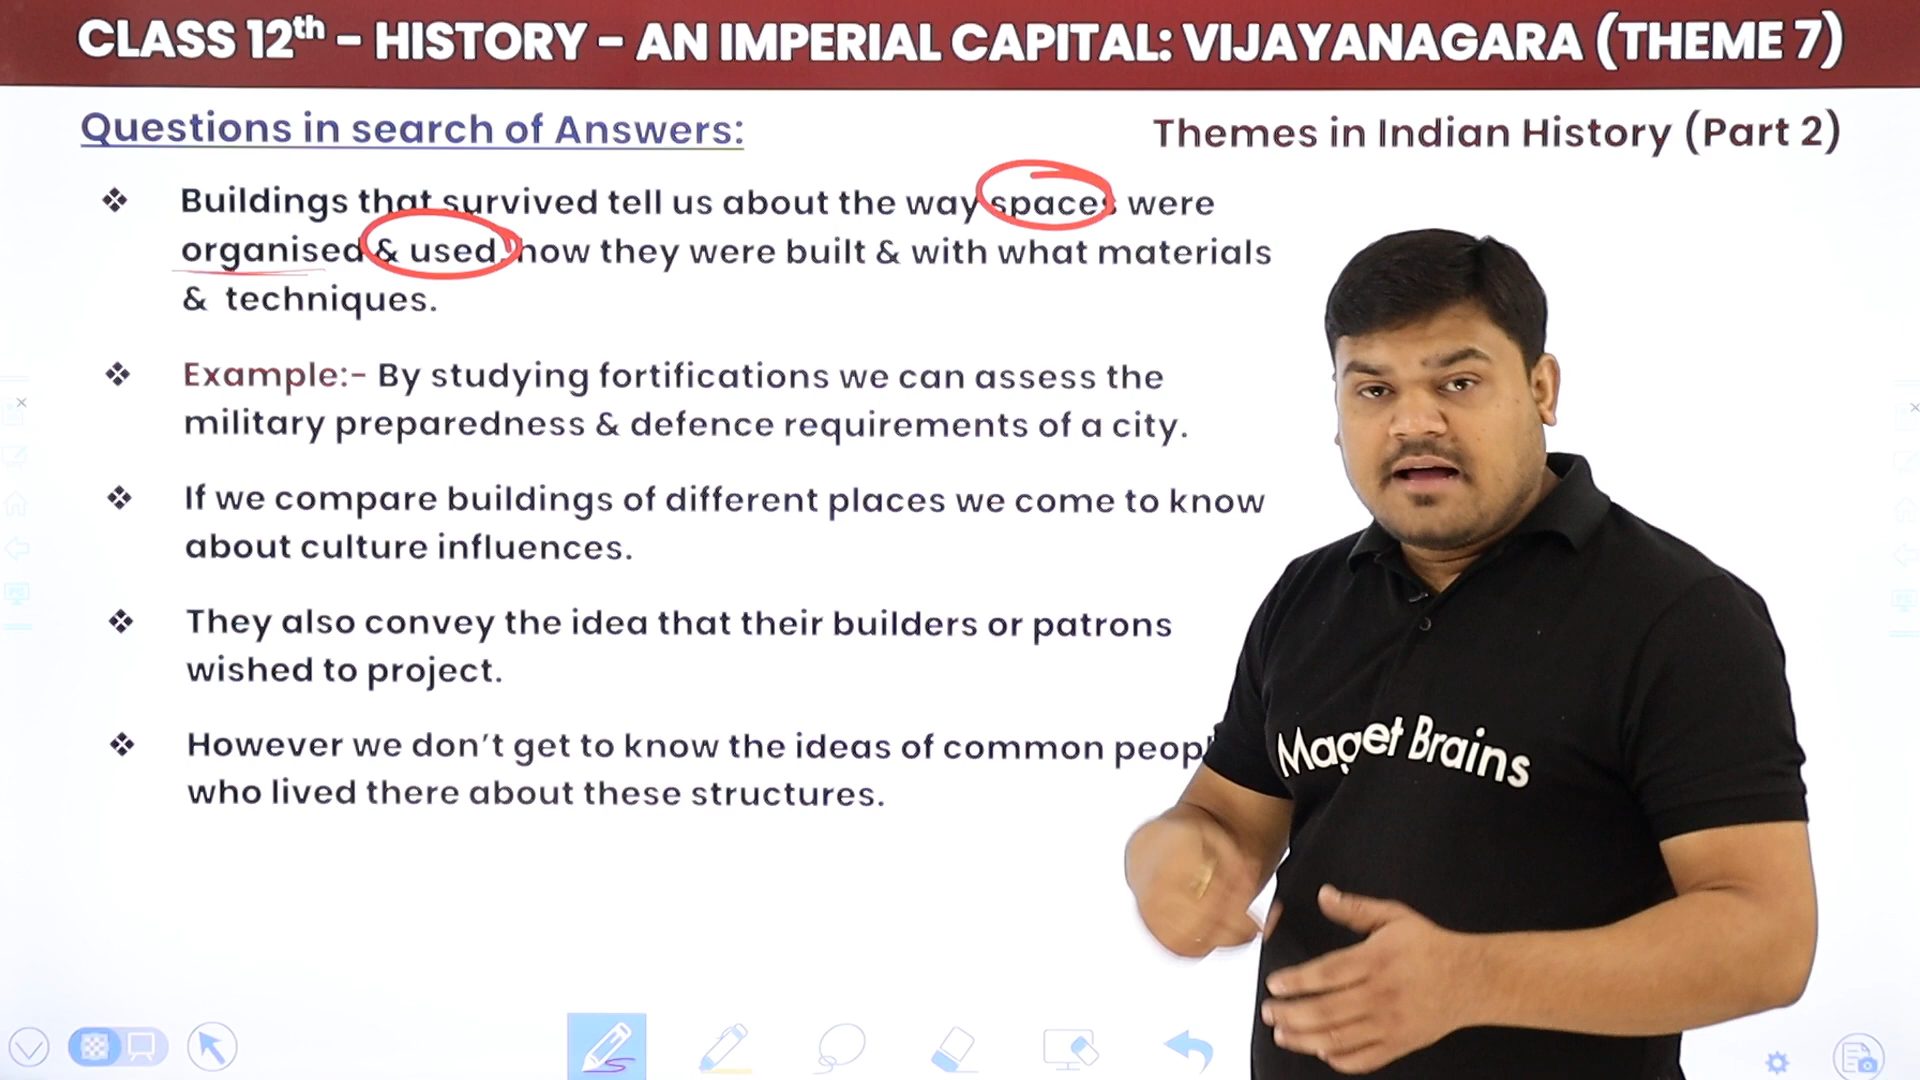 CLASS 12th - HISTORY - AN IMPERIAL CAPITAL: VIJAYANAGARA (THEME 7)
Questions in search of Answers:
Themes in Indian History (Part 2)
❖ Buildings that survived tell us about the way spaces were
organised & used, how they were built & with what materials
& techniques.
❖ Example:- By studying fortifications we can assess the
military preparedness & defence requirements of a city.
❖ If we compare buildings of different places we come to know
about culture influences.
❖ They also convey the idea that their builders or patrons
wished to project.
❖ However we don't get to know the ideas of common
who lived there about these structures.
Magnet Brains